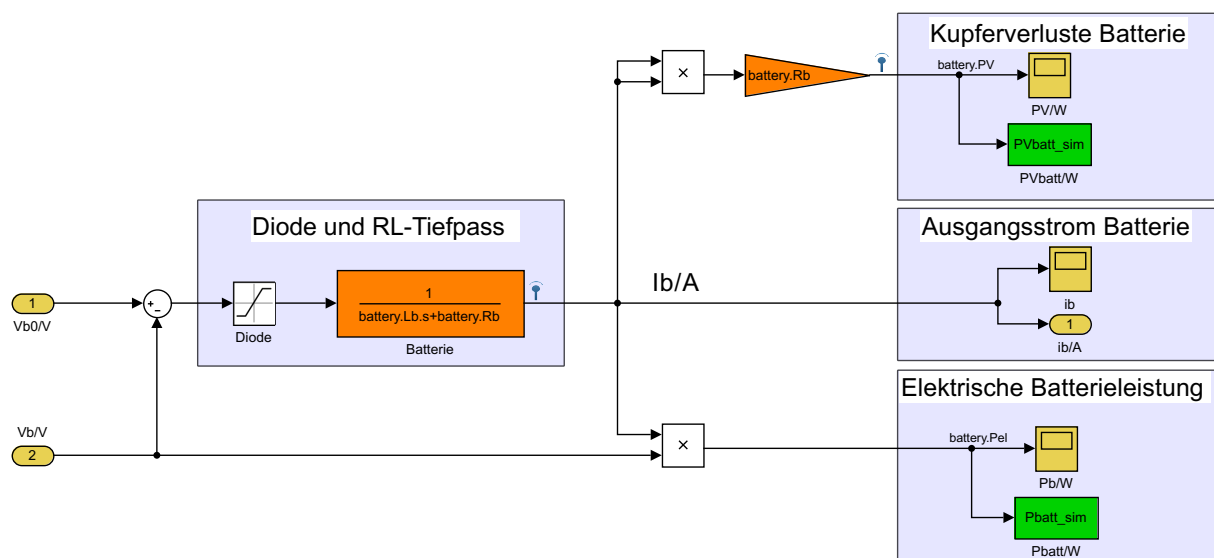 Kupferverluste Batterie
battery.Rb
battery.PV
×
PV/W
PVbatt_sim
PVbatt/W
Diode und RL-Tiefpass
Ausgangsstrom Batterie
Ib/A
1
Vb0/V
+
−
Diode
1
battery.Lb.s+battery.Rb
Batterie
ib
1
ib/A
Elektrische Batterieleistung
Vb/V
2
×
battery.Pel
Pb/W
Pbatt_sim
Pbatt/W